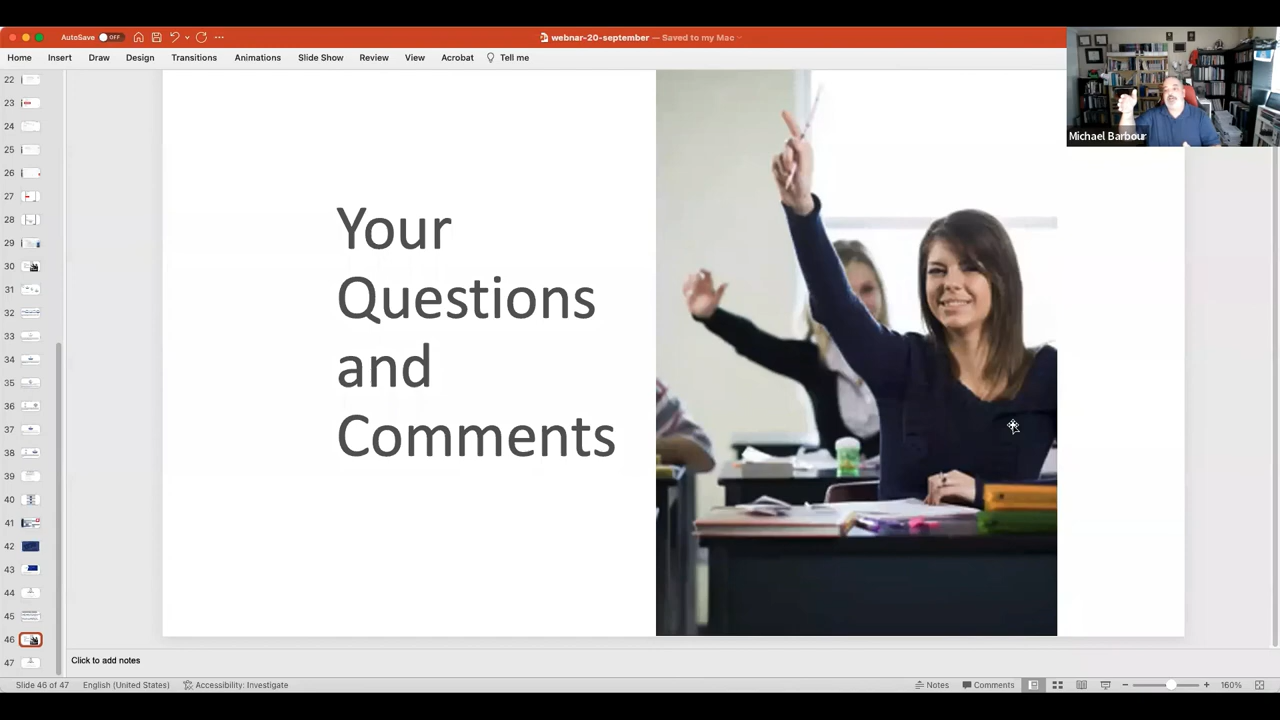 AutoSave OFF
webnar-20-september — Saved to my Mac
Home Insert Draw Design Transitions Animations Slide Show Review View Acrobat Tell me
Michael Barbour
22
23
24
25
26
27
28
29
30
31
32
33
34
35
36
37
38
39
40
41
42
43
44
45
46
47
Your
Questions
and
Comments
Click to add notes
Slide 46 of 47 English (United States) Accessibility: Investigate Notes Comments 160%